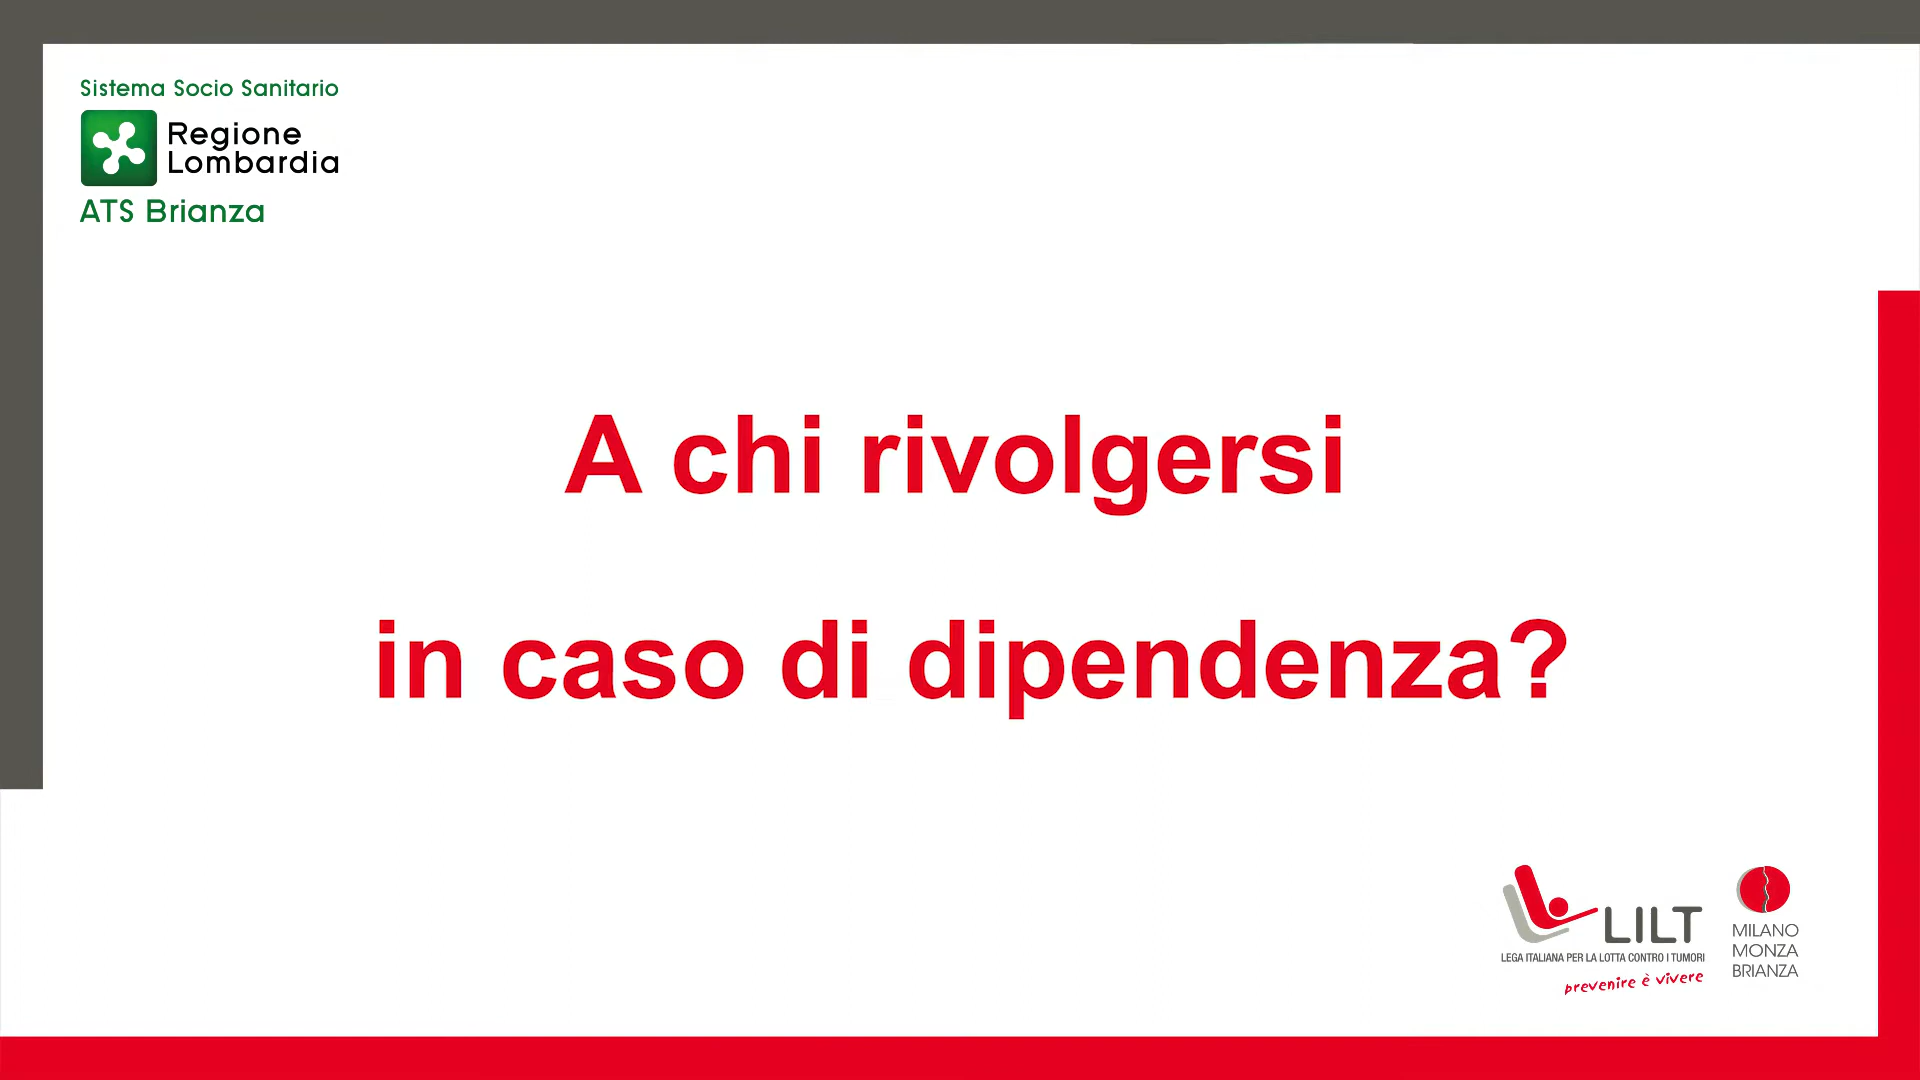 Sistema Socio Sanitario
Regione
Lombardia
ATS Brianza
A chi rivolgersi
in caso di dipendenza?
LILT
LEGA ITALIANA PER LA LOTTA CONTRO I TUMORI
prevenire è vivere
MILANO
MONZA
BRIANZA